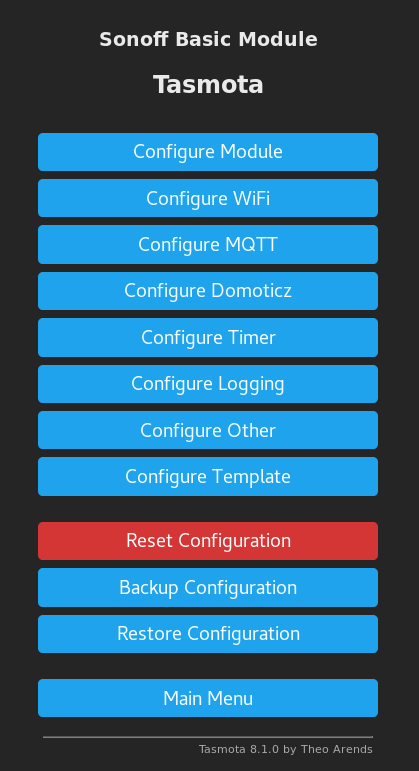 Sonoff Basic Module
Tasmota
Configure Module
Configure WiFi
Configure MQTT
Configure Domoticz
Configure Timer
Configure Logging
Configure Other
Configure Template
Reset Configuration
Backup Configuration
Restore Configuration
Main Menu
Tasmota 8.1.0 by Theo Arends